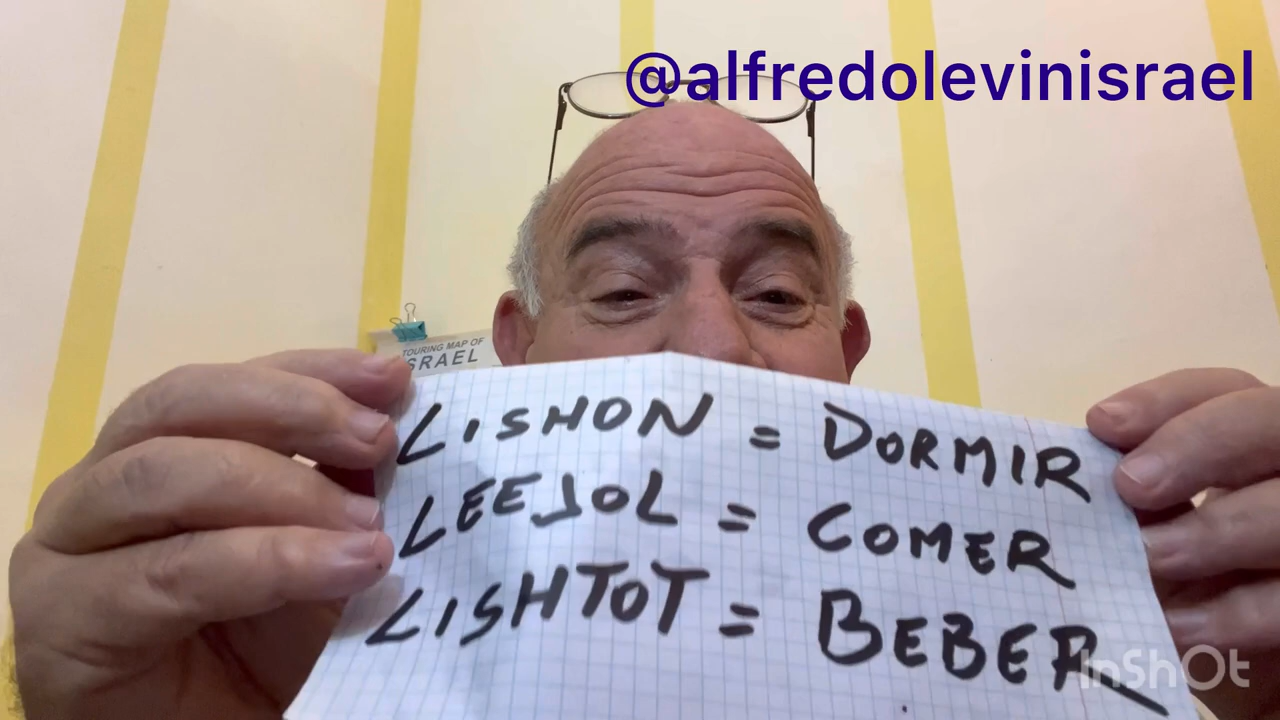 @alfredolevinisrael
TOURING MAP OF
ISRAEL
LISHON = DORMIR
LEEJOL = COMER
LISHTOT = BEBER
InShOt